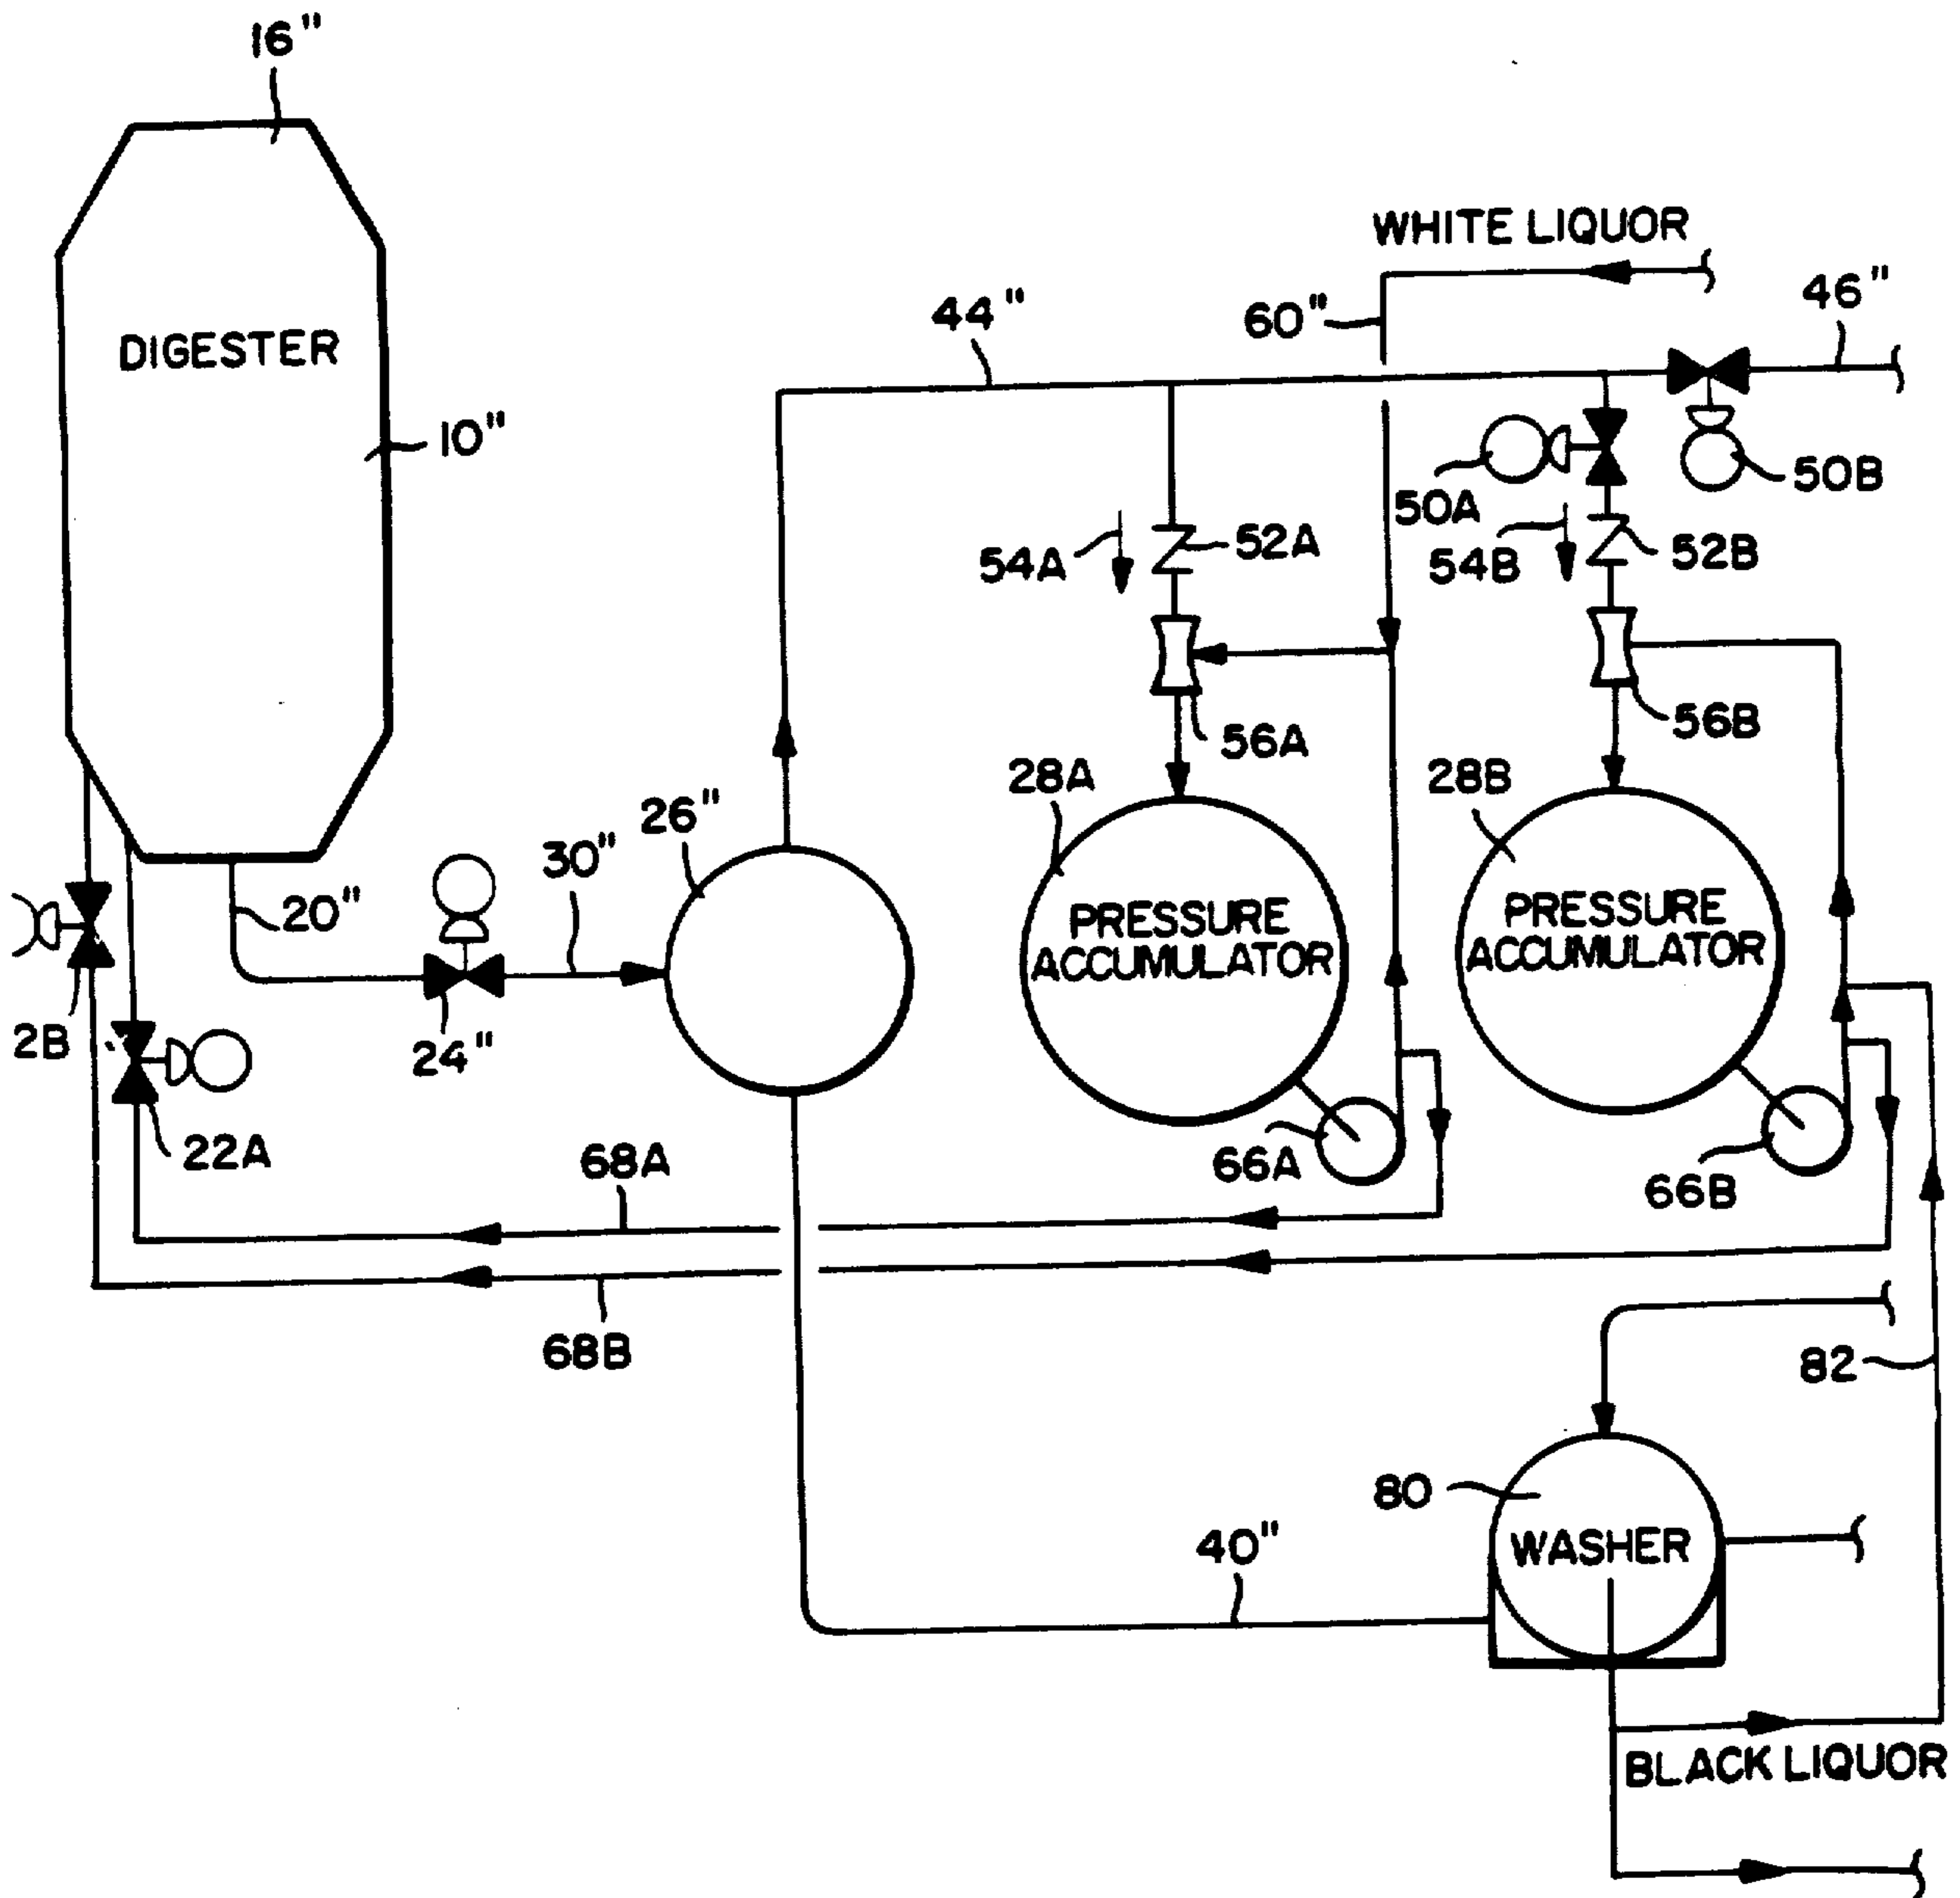 16"
WHITE LIQUOR
46"
44"
60"
DIGESTER
10"
50B
50A
54A
52A
54B
52B
56A
56B
28A
28B
26"
30"
20"
PRESSURE
ACCUMULATOR
PRESSURE
ACCUMULATOR
2B
24"
22A
68A
66A
66B
68B
82
80
WASHER
40"
BLACK LIQUOR